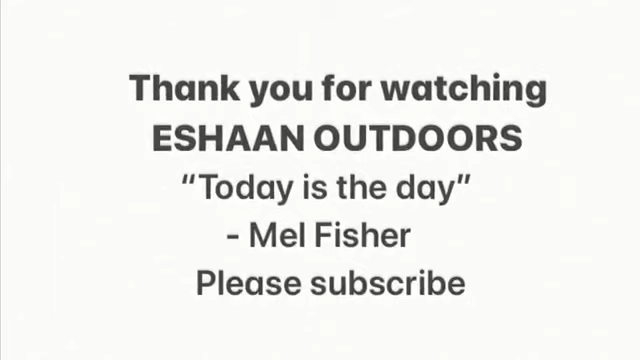 Thank you for watching
ESHAAN OUTDOORS
“Today is the day”
- Mel Fisher
Please subscribe